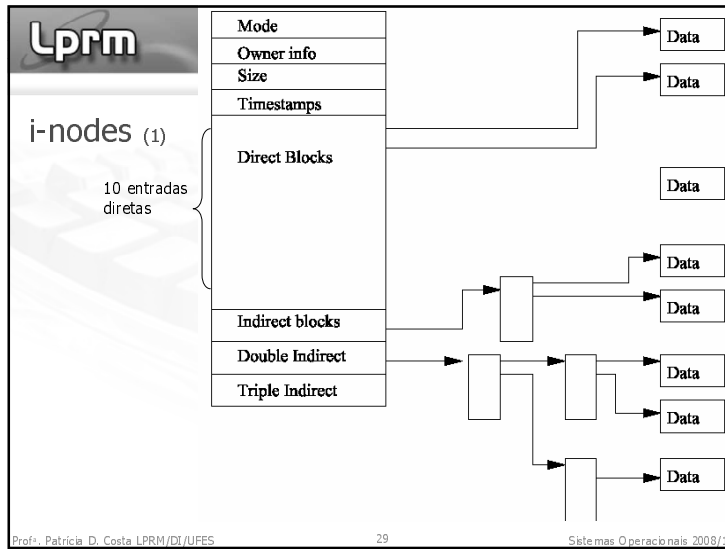 Lprm
i-nodes (1)
10 entradas
diretas
Mode
Owner info
Size
Timestamps
Direct Blocks
Indirect blocks
Double Indirect
Triple Indirect
Data
Data
Data
Data
Data
Data
Data
Data
Profª. Patrícia D. Costa LPRM/DI/UFES
29
Sistemas Operacionais 2008/1